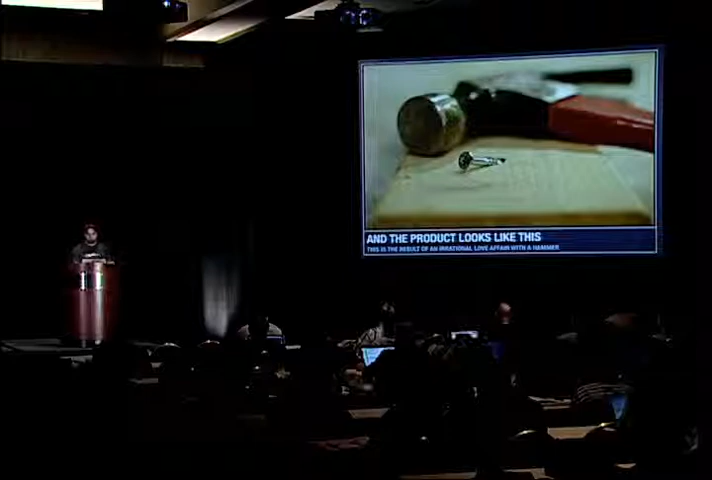 AND THE PRODUCT LOOKS LIKE THIS
THIS IS THE RESULT OF AN IRRATIONAL LOVE AFFAIR WITH A HAMMER